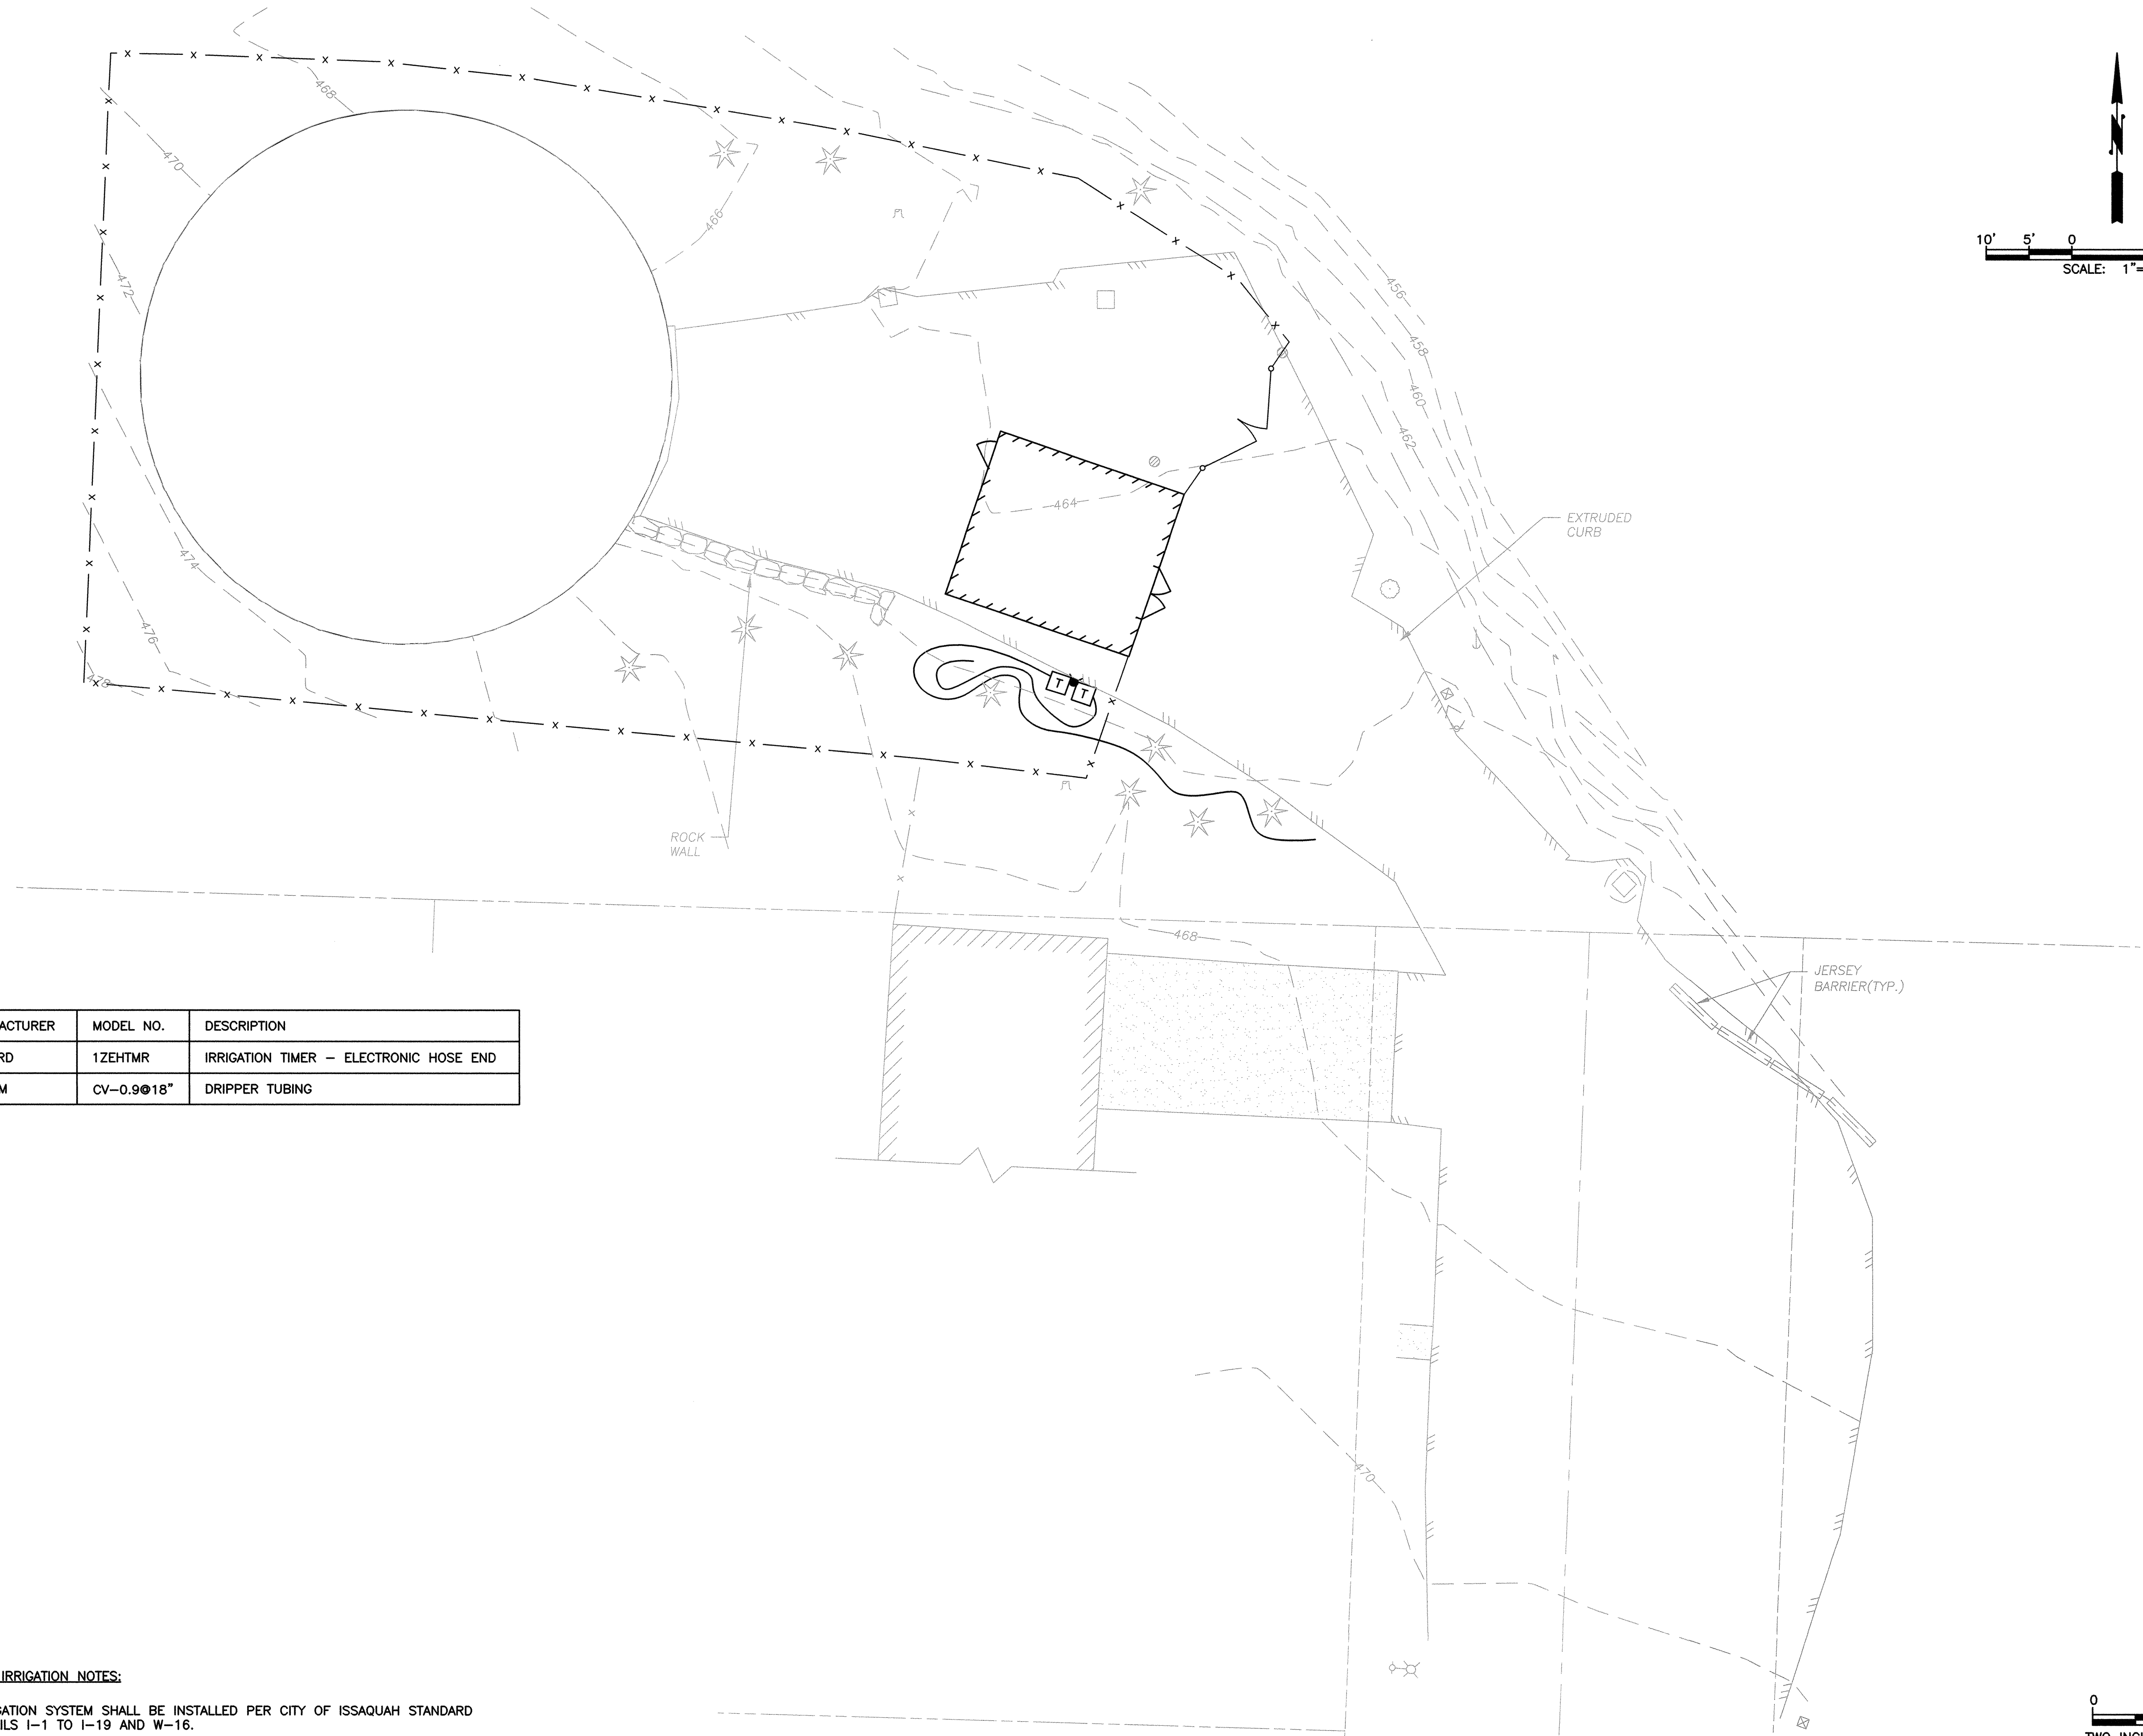 468
470
466
472
474
476
478
N
10' 5' 0
SCALE: 1"=
456
458
460
462
464
EXTRUDED
CURB
T
T
ROCK
WALL
468
JERSEY
BARRIER(TYP.)
ACTURER MODEL NO. DESCRIPTION
RD 1ZEHTMR IRRIGATION TIMER – ELECTRONIC HOSE END
M CV–0.9@18" DRIPPER TUBING
470
IRRIGATION NOTES:
GATION SYSTEM SHALL BE INSTALLED PER CITY OF ISSAQUAH STANDARD
ILS I–1 TO I–19 AND W–16.
0
TWO INC